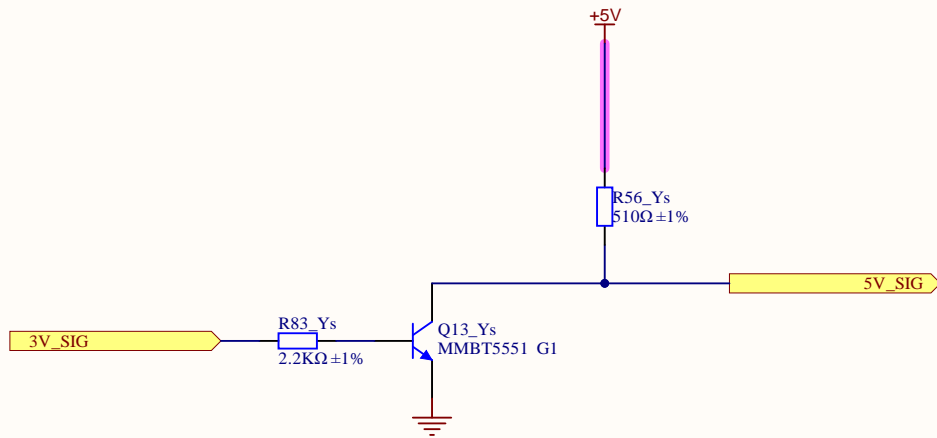 +5V
R56_Ys
510Ω ±1%
5V_SIG
R83_Ys
3V_SIG
2.2KΩ ±1%
Q13_Ys
MMBT5551 G1